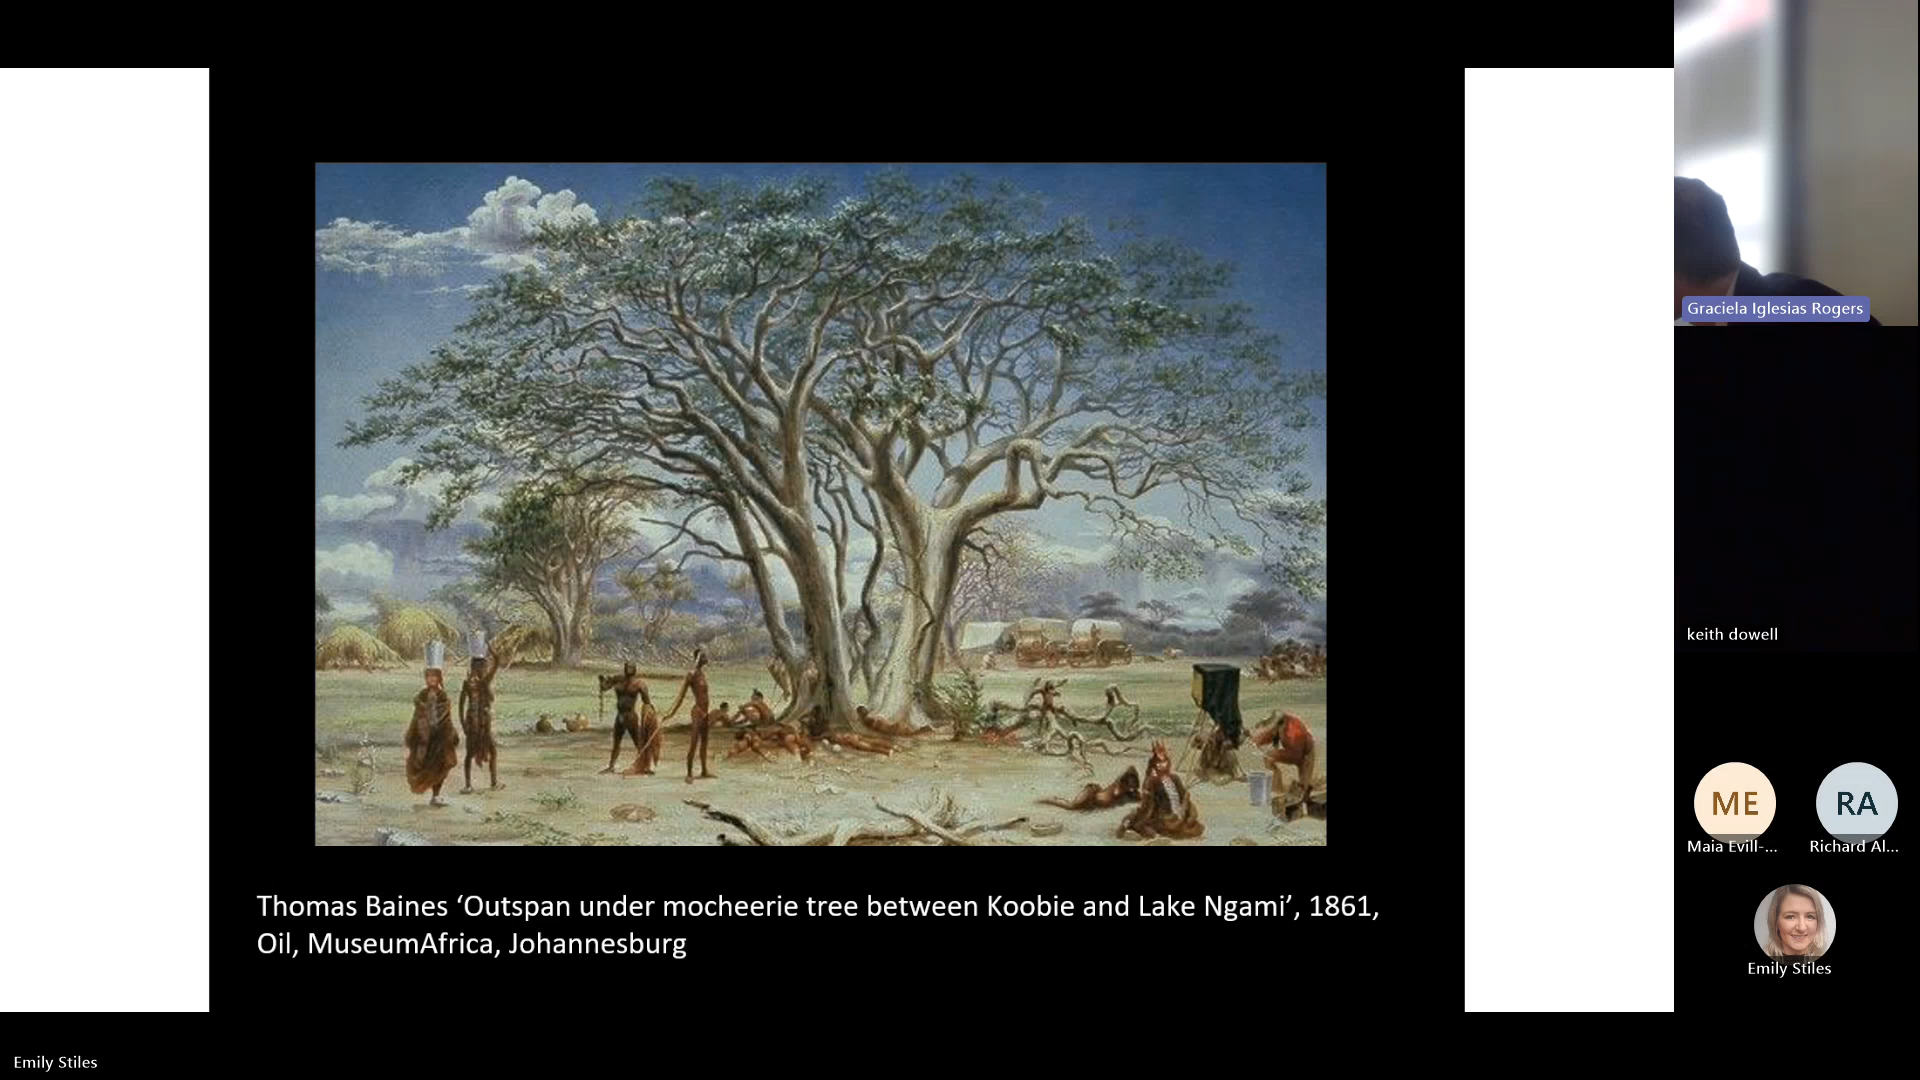 Thomas Baines ‘Outspan under mocheerie tree between Koobie and Lake Ngami’, 1861,
Oil, MuseumAfrica, Johannesburg
Graciela Iglesias Rogers
keith dowell
ME
RA
Maia Evill-...
Richard Al...
Emily Stiles
Emily Stiles